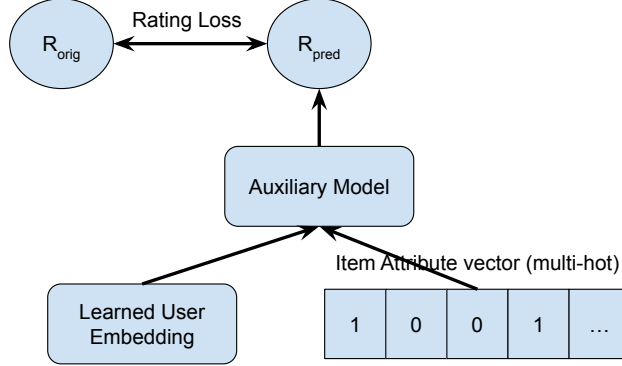 Rating Loss
R_orig
R_pred
Auxiliary Model
Item Attribute vector (multi-hot)
Learned User
Embedding
1 0 0 1 ...